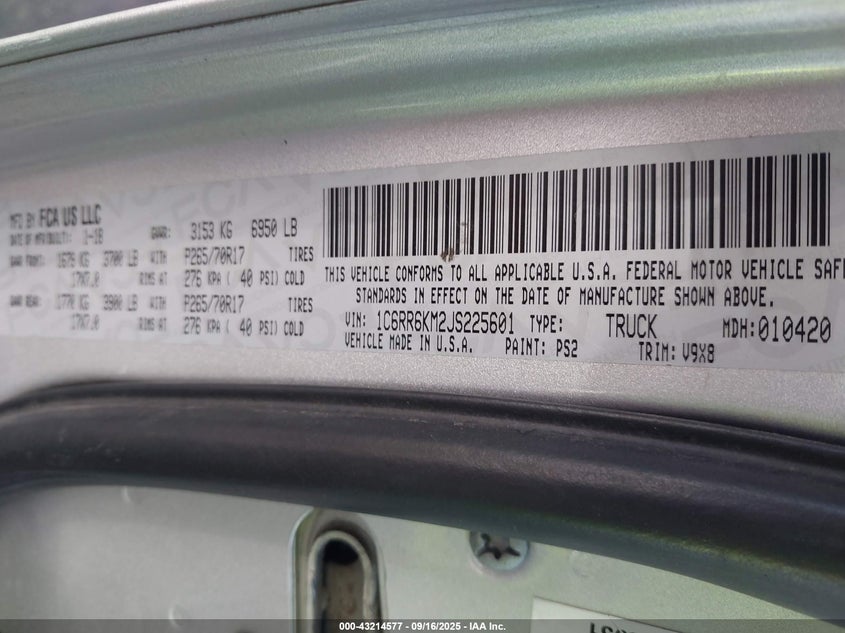 MFD BY FCA US LLC
DATE OF MFR/BUILT: 1-18 GVWR: 3153 KG 6950 LB
GAWR FRONT: 1676 KG 3700 LB WITH P265/70R17 TIRES
17X7.0 RIMS AT 276 KPA ( 40 PSI) COLD
GAWR REAR: 1770 KG 3900 LB WITH P265/70R17 TIRES
17X7.0 RIMS AT 276 KPA ( 40 PSI) COLD
THIS VEHICLE CONFORMS TO ALL APPLICABLE U.S.A. FEDERAL MOTOR VEHICLE SAF
STANDARDS IN EFFECT ON THE DATE OF MANUFACTURE SHOWN ABOVE.
VIN: 1C6RR6KM2JS225601 TYPE: TRUCK MDH:010420
VEHICLE MADE IN U.S.A. PAINT: PS2 TRIM: V9X8
000-43214577 - 09/16/2025 - IAA Inc.